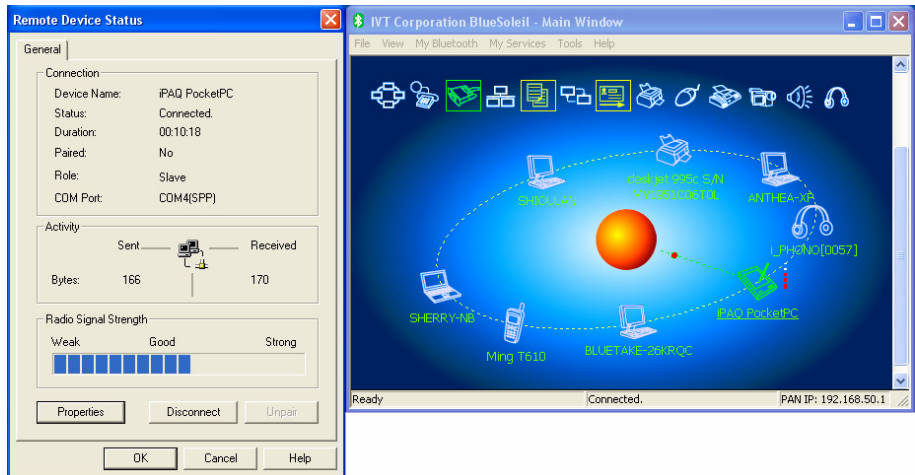 Remote Device Status
General
Connection
Device Name: iPAQ PocketPC
Status: Connected.
Duration: 00:10:18
Paired: No
Role: Slave
COM Port: COM4(SPP)
Activity
Sent Received
Bytes: 166 170
Radio Signal Strength
Weak Good Strong
Properties Disconnect Unpair
OK Cancel Help
IVT Corporation BlueSoleil - Main Window
File View My Bluetooth My Services Tools Help
deskjet 995c S/N
SHIQULAN
ANTHEA-XP
i_PHONO[0057]
SHERRY-NB
iPAQ PocketPC
Ming T610
BLUETAKE-26KRQC
Ready Connected. PAN IP: 192.168.50.1